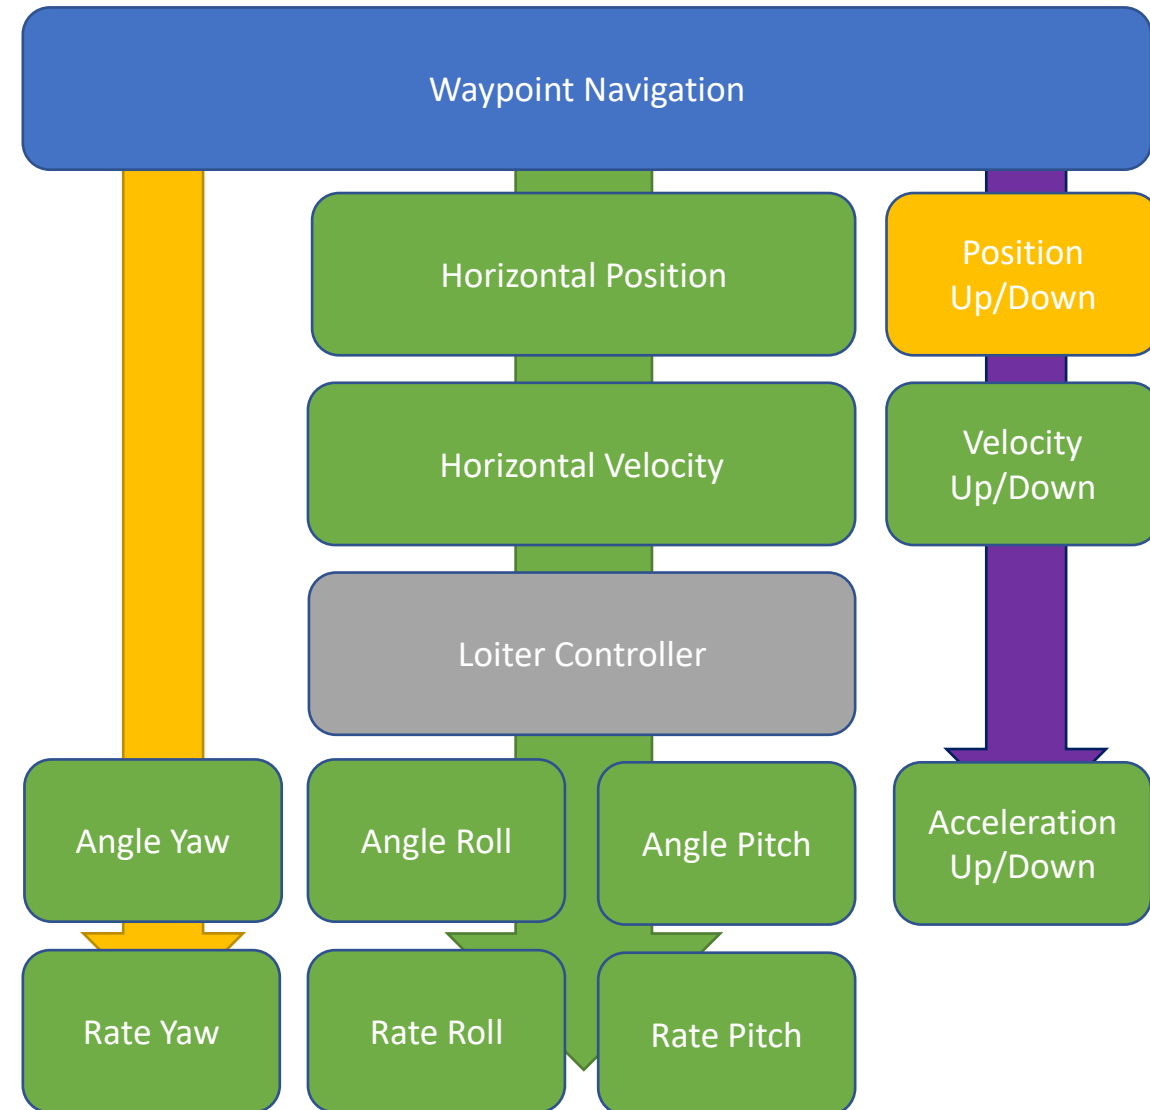 Waypoint Navigation
Horizontal Position
Position
Up/Down
Horizontal Velocity
Velocity
Up/Down
Loiter Controller
Angle Yaw
Angle Roll
Angle Pitch
Acceleration
Up/Down
Rate Yaw
Rate Roll
Rate Pitch